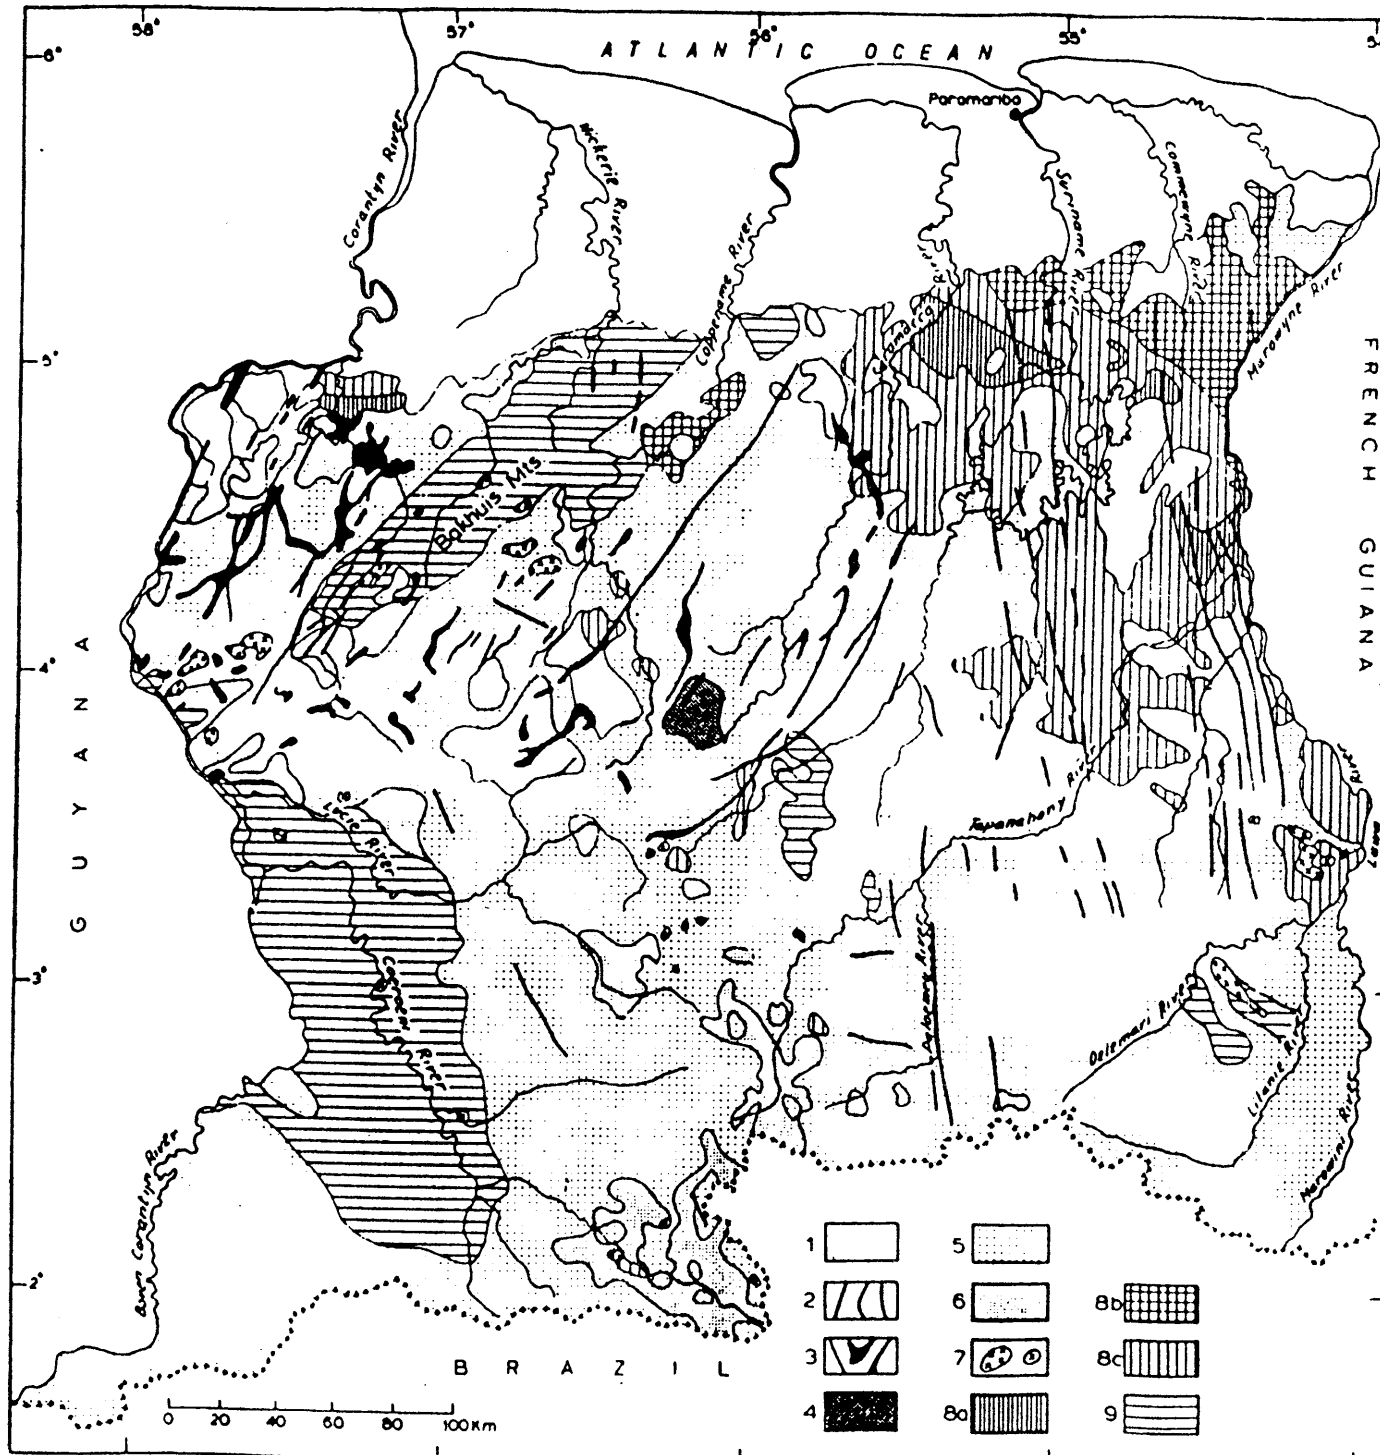 58°
57°
56°
55°
6°
ATLANTIC OCEAN
Paramaribo
Corantyn River
Nickerie River
Coppename River
Suriname River
Commewyne River
Marowyne River
5°
FRENCH GUIANA
Bakhuis Mts
GUYANA
4°
Lucie River
Tapanahony River
River
Lawa
3°
Coeroeni River
River
Oelemari River
Litanie River
Marowini River
Corantyn River
2°
BRAZIL
0 20 40 60 80 100 Km
1
2
3
4
5
6
7
8a
8b
8c
9